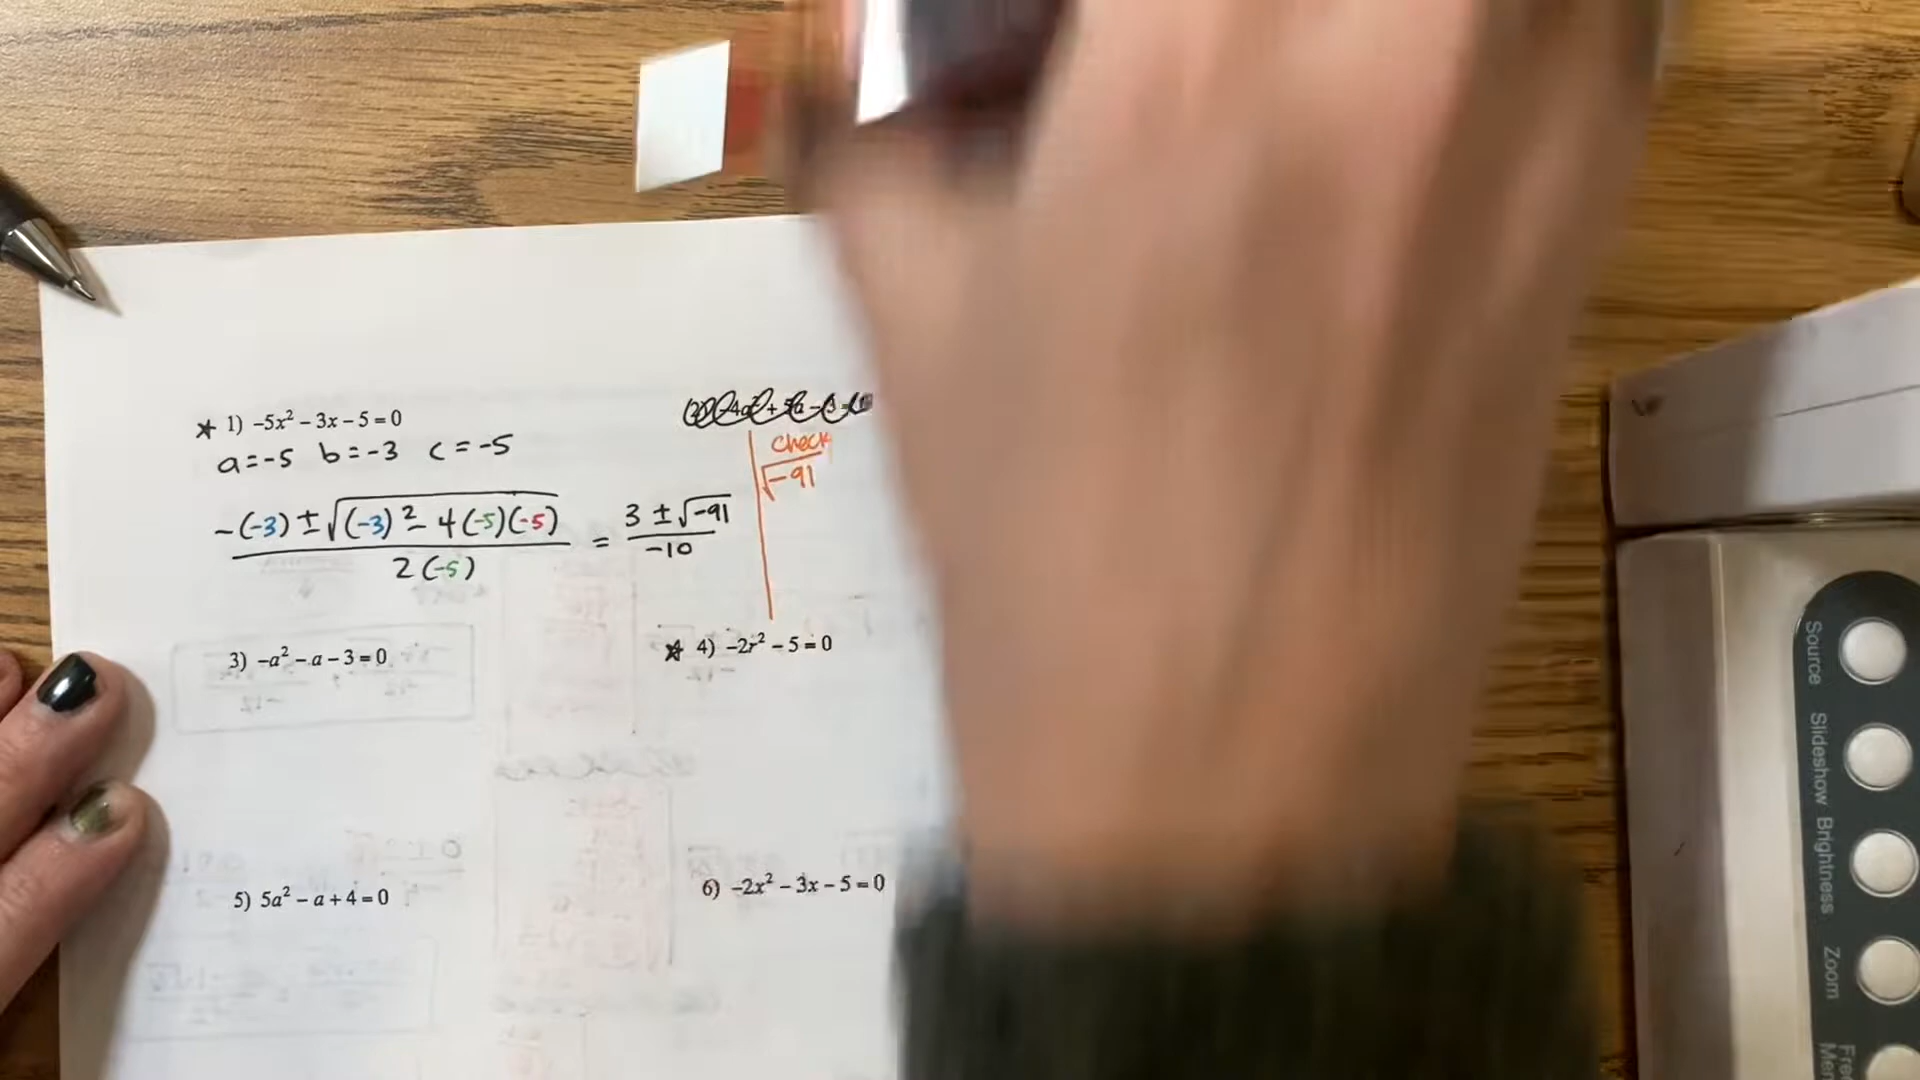 ★ 1) -5x² - 3x - 5 = 0
a = -5 b = -3 c = -5
-(-3) ± √(-3)² - 4(-5)(-5) / 2(-5) = 3 ± √-91 / -10
check
√-91
3) -a² - a - 3 = 0
★ 4) -2r² - 5 = 0
5) 5a² - a + 4 = 0
6) -2x² - 3x - 5 = 0
Source
Slideshow
Brightness
Zoom